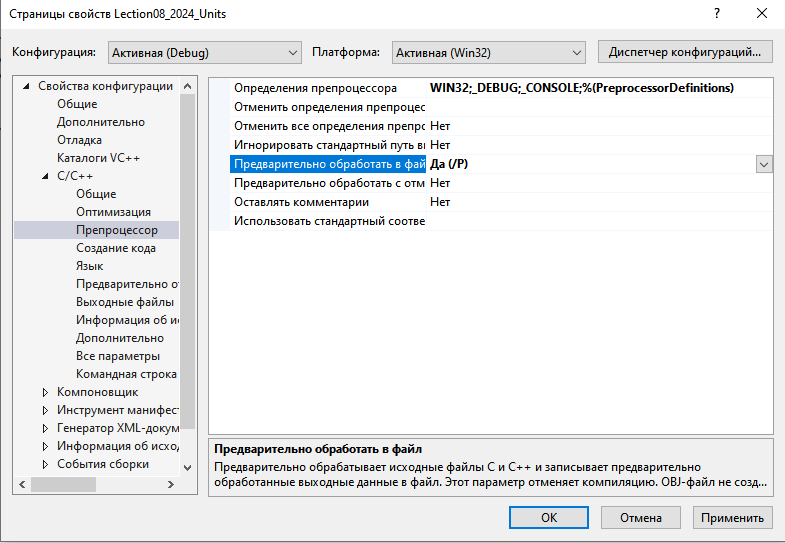 Страницы свойств Lection08_2024_Units
Конфигурация: Активная (Debug) Платформа: Активная (Win32) Диспетчер конфигураций...
Свойства конфигурации
Общие
Дополнительно
Отладка
Каталоги VC++
C/C++
Общие
Оптимизация
Препроцессор
Создание кода
Язык
Предварительно о
Выходные файлы
Информация об ис
Дополнительно
Все параметры
Командная строка
Компоновщик
Инструмент манифест
Генератор XML-докум
Информация об исход
События сборки
Определения препроцессора WIN32;_DEBUG;_CONSOLE;%(PreprocessorDefinitions)
Отменить определения препроцес
Отменить все определения препро Нет
Игнорировать стандартный путь вк Нет
Предварительно обработать в фай Да (/P)
Предварительно обработать с отм Нет
Оставлять комментарии Нет
Использовать стандартный соотве
Предварительно обработать в файл
Предварительно обрабатывает исходные файлы C и C++ и записывает предварительно
обработанные выходные данные в файл. Этот параметр отменяет компиляцию. OBJ-файл не созд...
ОК Отмена Применить